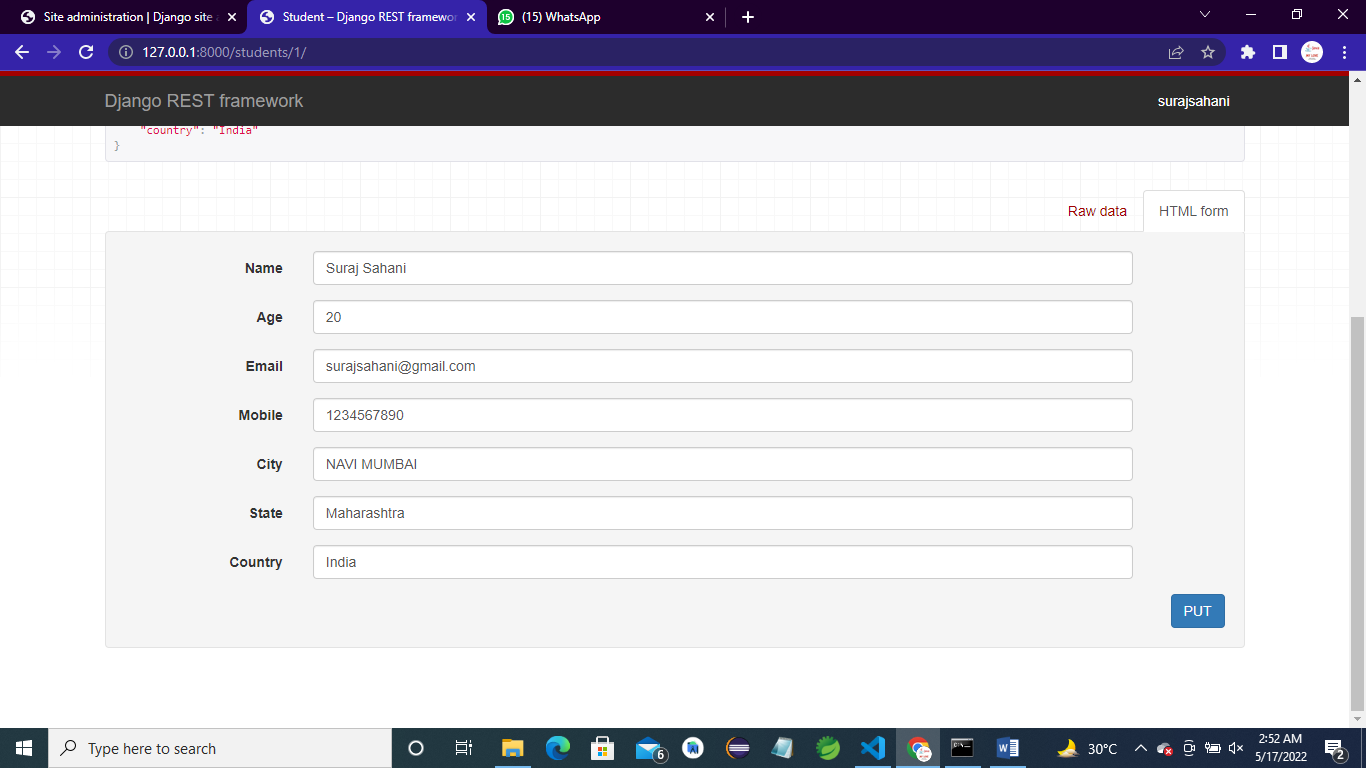 Site administration | Django site
Student – Django REST framewor
(15) WhatsApp
127.0.0.1:8000/students/1/
Django REST framework
surajsahani
"country": "India"
}
Raw data
HTML form
Name
Suraj Sahani
Age
20
Email
surajsahani@gmail.com
Mobile
1234567890
City
NAVI MUMBAI
State
Maharashtra
Country
India
PUT
Type here to search
6
30°C
2:52 AM
5/17/2022
2